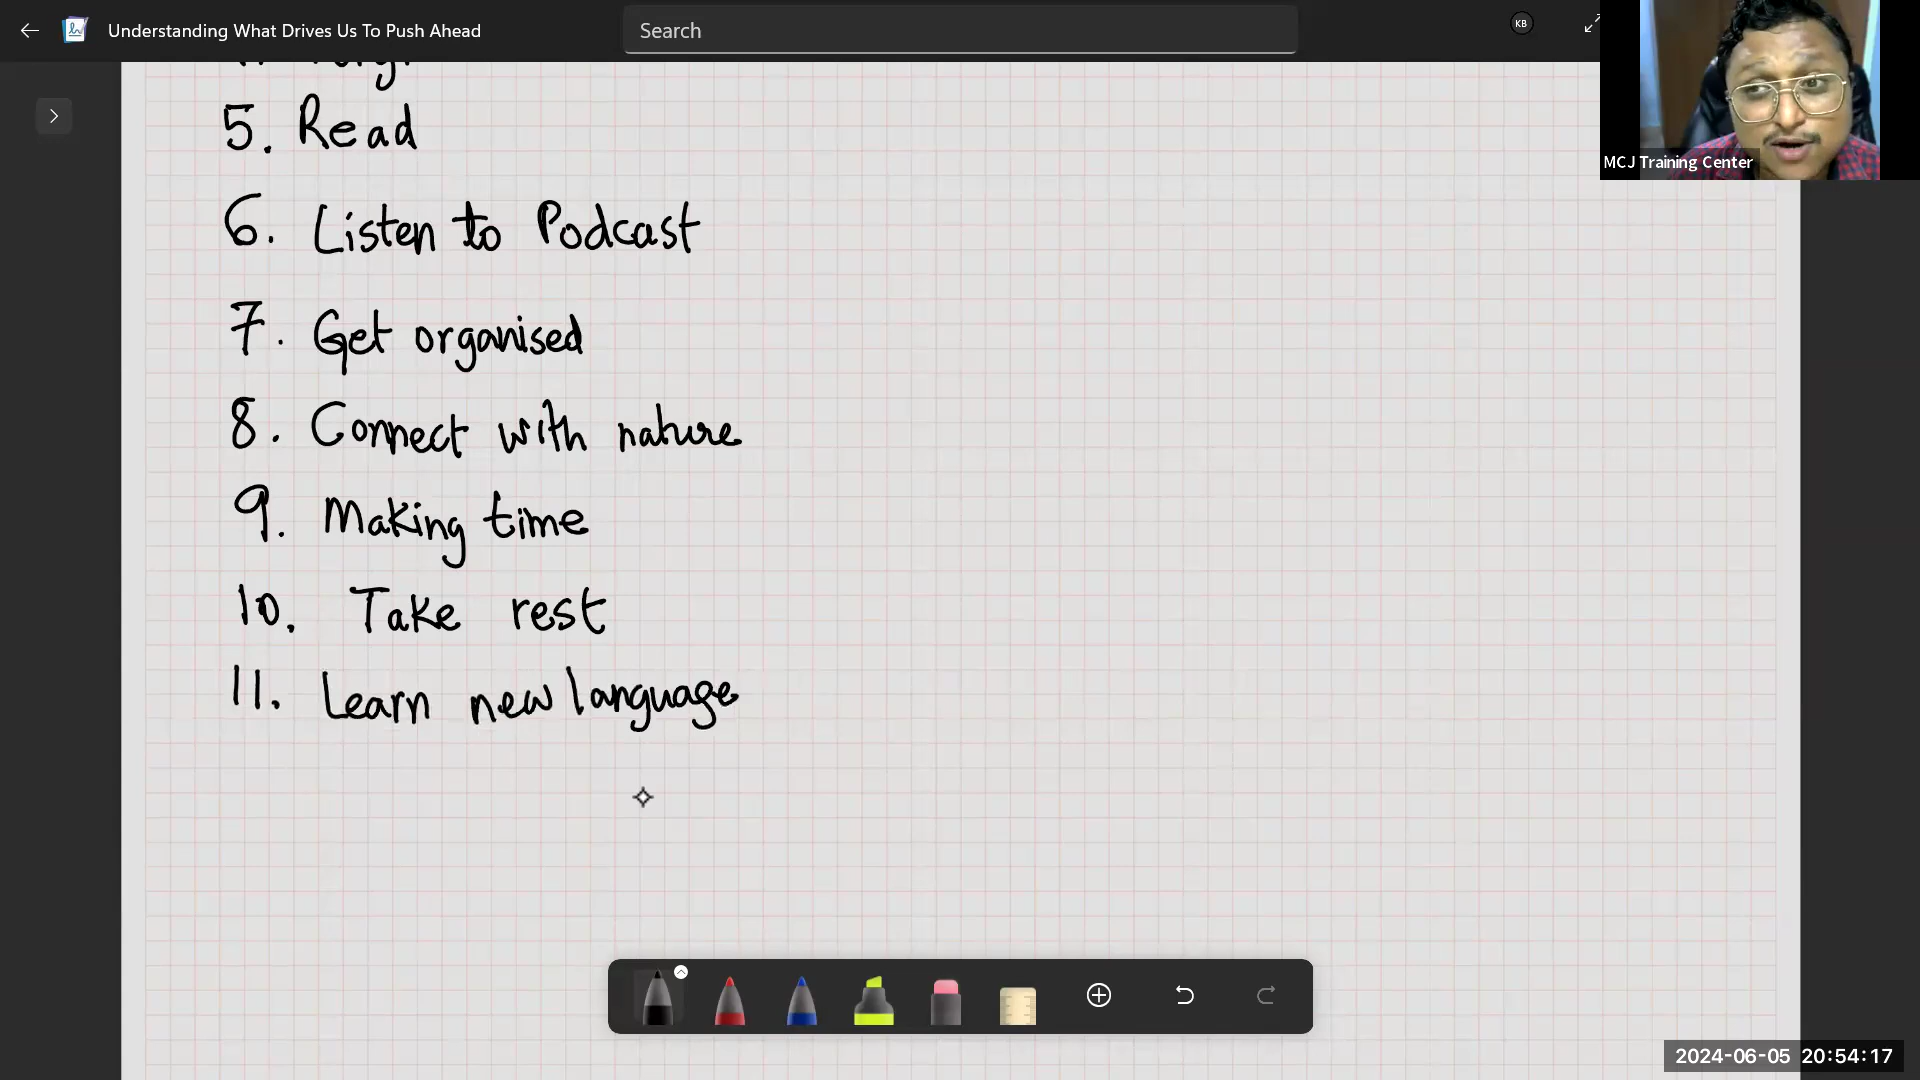 Understanding What Drives Us To Push Ahead
Search
KB
MCJ Training Center
5. Read
6. Listen to Podcast
7. Get organised
8. Connect with nature
9. Making time
10. Take rest
11. Learn new language
2024-06-05 20:54:17